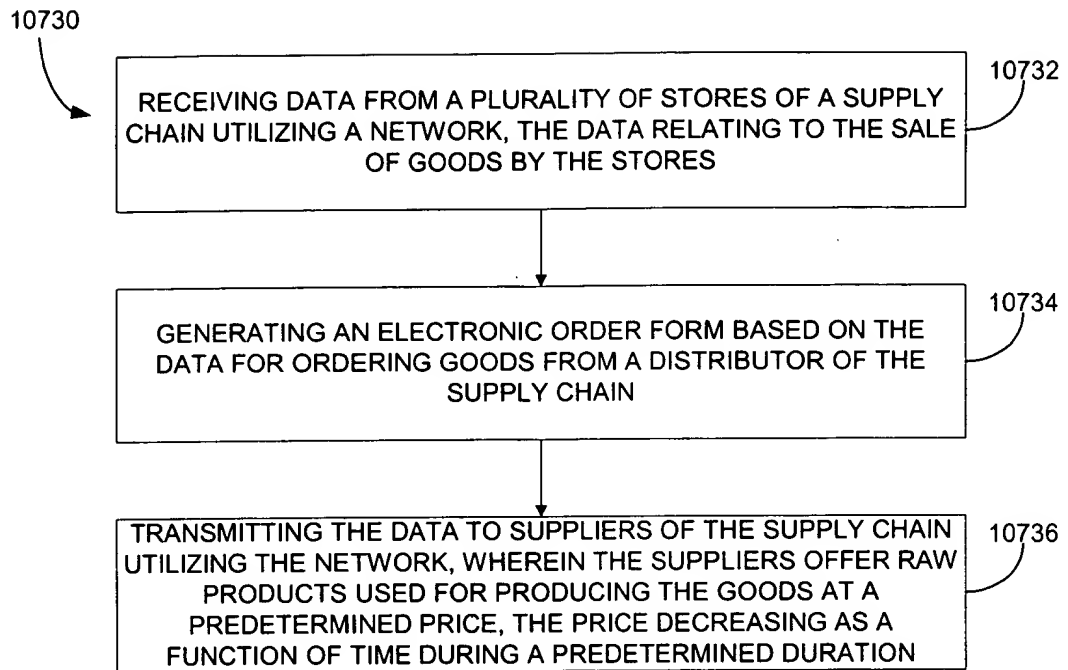 10730
10732
RECEIVING DATA FROM A PLURALITY OF STORES OF A SUPPLY
CHAIN UTILIZING A NETWORK, THE DATA RELATING TO THE SALE
OF GOODS BY THE STORES
10734
GENERATING AN ELECTRONIC ORDER FORM BASED ON THE
DATA FOR ORDERING GOODS FROM A DISTRIBUTOR OF THE
SUPPLY CHAIN
10736
TRANSMITTING THE DATA TO SUPPLIERS OF THE SUPPLY CHAIN
UTILIZING THE NETWORK, WHEREIN THE SUPPLIERS OFFER RAW
PRODUCTS USED FOR PRODUCING THE GOODS AT A
PREDETERMINED PRICE, THE PRICE DECREASING AS A
FUNCTION OF TIME DURING A PREDETERMINED DURATION